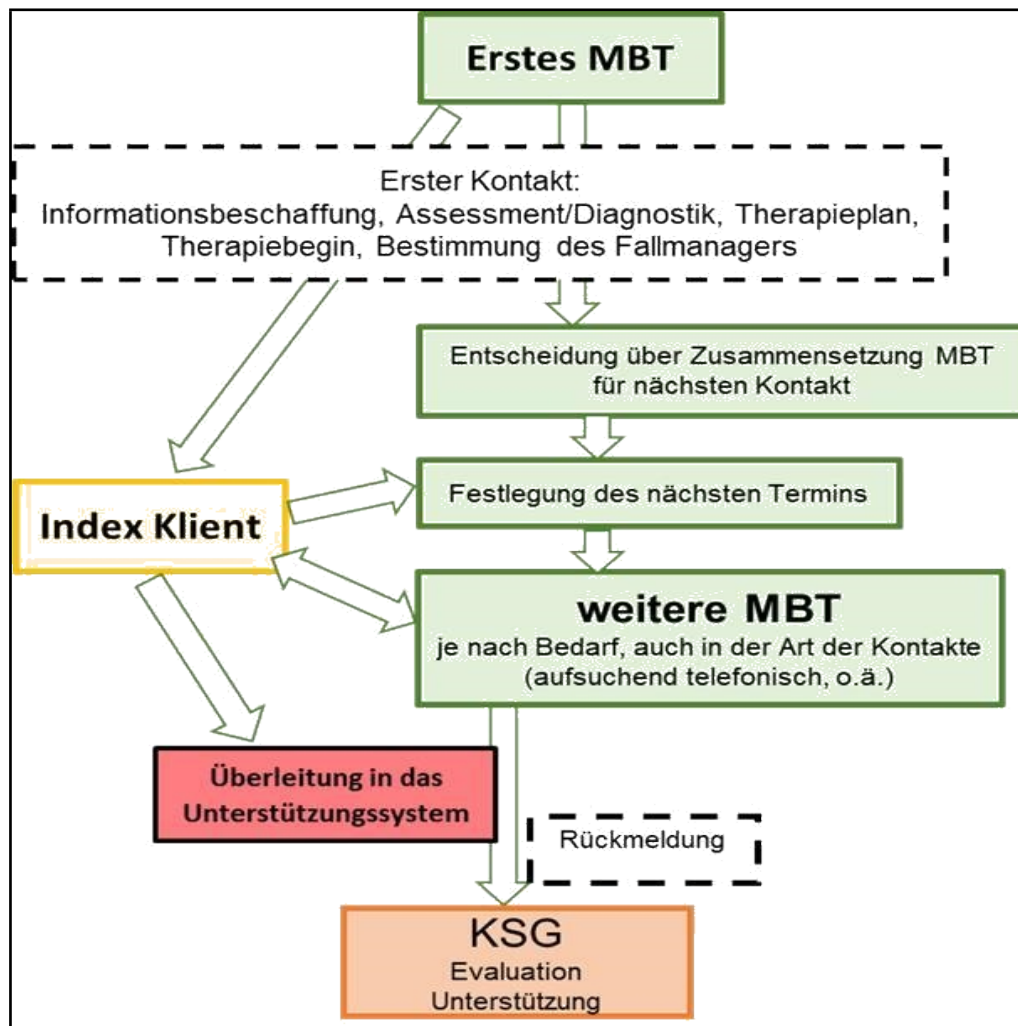 Erstes MBT
Erster Kontakt:
Informationsbeschaffung, Assessment/Diagnostik, Therapieplan,
Therapiebegin, Bestimmung des Fallmanagers
Entscheidung über Zusammensetzung MBT
für nächsten Kontakt
Festlegung des nächsten Termins
Index Klient
weitere MBT
je nach Bedarf, auch in der Art der Kontakte
(aufsuchend telefonisch, o.ä.)
Überleitung in das
Unterstützungssystem
Rückmeldung
KSG
Evaluation
Unterstützung